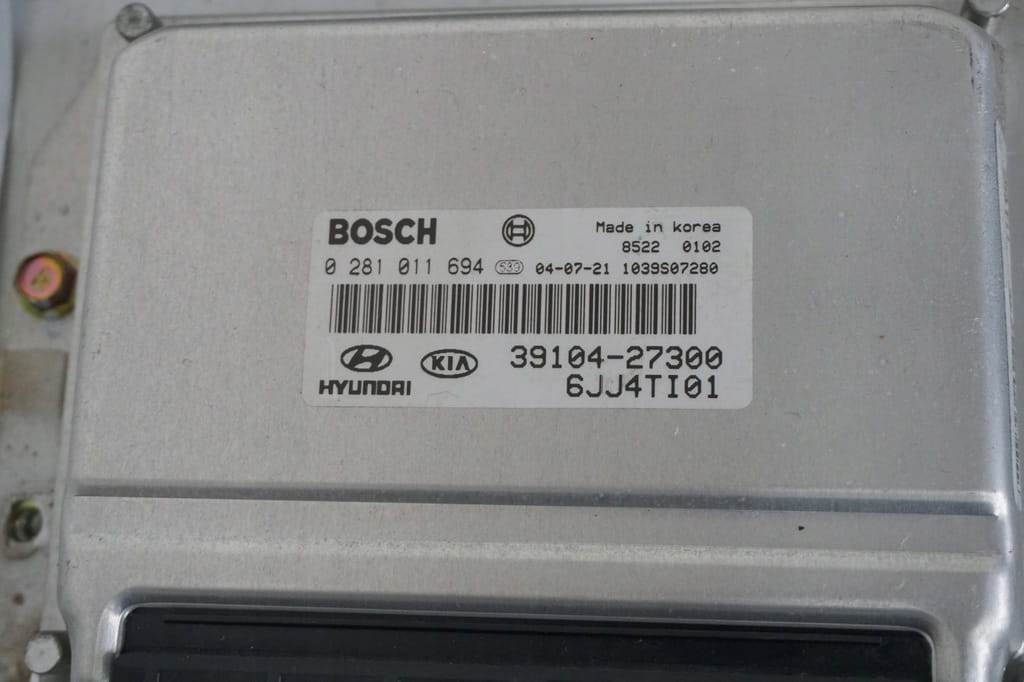 BOSCH Made in korea
8522 0102
0 281 011 694 530 04-07-21 1039S07280
KIA 39104-27300
HYUNDAI 6JJ4TI01